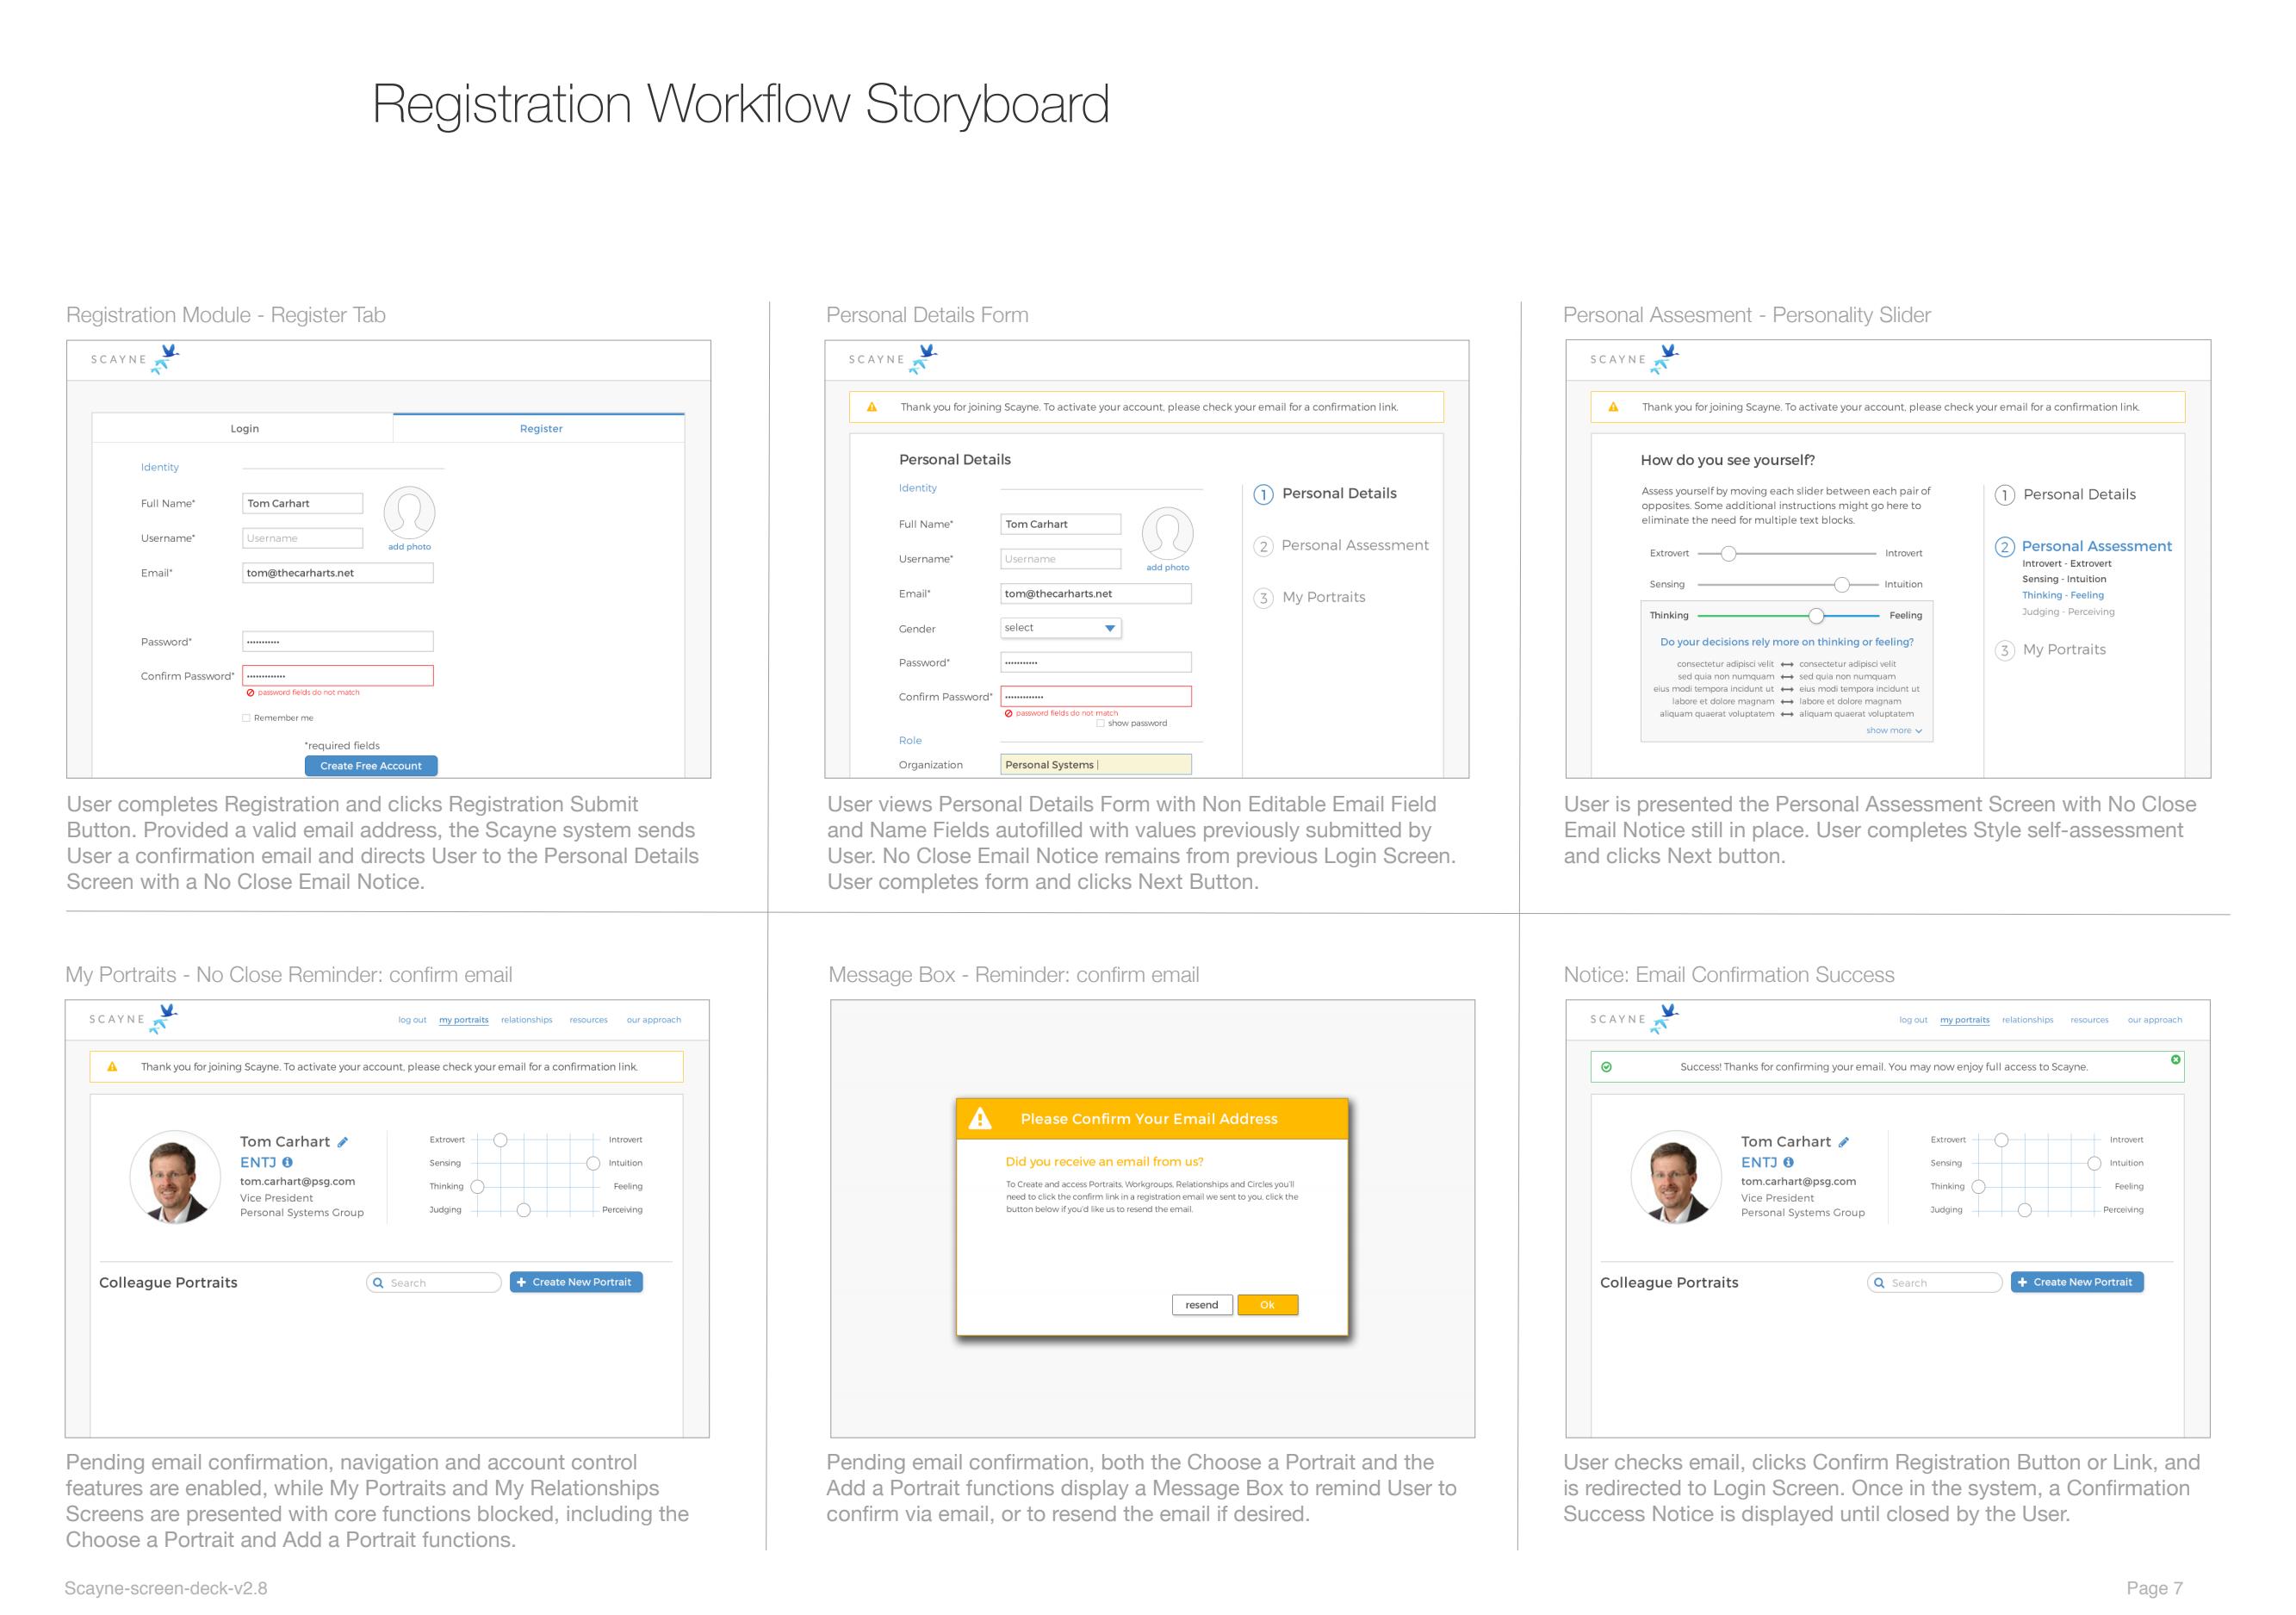 Registration Workflow Storyboard
Registration Module - Register Tab
SCAYNE
Login
Register
Identity
Full Name*
Tom Carhart
Username*
Username
add photo
Email*
tom@thecarharts.net
Password*
•••••••••••
Confirm Password*
•••••••••••••
password fields do not match
Remember me
*required fields
Create Free Account
User completes Registration and clicks Registration Submit
Button. Provided a valid email address, the Scayne system sends
User a confirmation email and directs User to the Personal Details
Screen with a No Close Email Notice.
Personal Details Form
SCAYNE
Thank you for joining Scayne. To activate your account, please check your email for a confirmation link.
Personal Details
Identity
Full Name*
Tom Carhart
Username*
Username
add photo
Email*
tom@thecarharts.net
Gender
select
Password*
•••••••••••
Confirm Password*
•••••••••••••
password fields do not match
show password
Role
Organization
Personal Systems |
1 Personal Details
2 Personal Assessment
3 My Portraits
User views Personal Details Form with Non Editable Email Field
and Name Fields autofilled with values previously submitted by
User. No Close Email Notice remains from previous Login Screen.
User completes form and clicks Next Button.
Personal Assesment - Personality Slider
SCAYNE
Thank you for joining Scayne. To activate your account, please check your email for a confirmation link.
How do you see yourself?
Assess yourself by moving each slider between each pair of
opposites. Some additional instructions might go here to
eliminate the need for multiple text blocks.
Extrovert Introvert
Sensing Intuition
Thinking Feeling
Do your decisions rely more on thinking or feeling?
consectetur adipisci velit ↔ consectetur adipisci velit
sed quia non numquam ↔ sed quia non numquam
eius modi tempora incidunt ut ↔ eius modi tempora incidunt ut
labore et dolore magnam ↔ labore et dolore magnam
aliquam quaerat voluptatem ↔ aliquam quaerat voluptatem
show more
1 Personal Details
2 Personal Assessment
Introvert - Extrovert
Sensing - Intuition
Thinking - Feeling
Judging - Perceiving
3 My Portraits
User is presented the Personal Assessment Screen with No Close
Email Notice still in place. User completes Style self-assessment
and clicks Next button.
My Portraits - No Close Reminder: confirm email
SCAYNE
log out my portraits relationships resources our approach
Thank you for joining Scayne. To activate your account, please check your email for a confirmation link.
Tom Carhart
ENTJ
tom.carhart@psg.com
Vice President
Personal Systems Group
Extrovert Introvert
Sensing Intuition
Thinking Feeling
Judging Perceiving
Colleague Portraits
Search
+ Create New Portrait
Pending email confirmation, navigation and account control
features are enabled, while My Portraits and My Relationships
Screens are presented with core functions blocked, including the
Choose a Portrait and Add a Portrait functions.
Message Box - Reminder: confirm email
Please Confirm Your Email Address
Did you receive an email from us?
To Create and access Portraits, Workgroups, Relationships and Circles you'll
need to click the confirm link in a registration email we sent to you, click the
button below if you'd like us to resend the email.
resend
Ok
Pending email confirmation, both the Choose a Portrait and the
Add a Portrait functions display a Message Box to remind User to
confirm via email, or to resend the email if desired.
Notice: Email Confirmation Success
SCAYNE
log out my portraits relationships resources our approach
Success! Thanks for confirming your email. You may now enjoy full access to Scayne.
Tom Carhart
ENTJ
tom.carhart@psg.com
Vice President
Personal Systems Group
Extrovert Introvert
Sensing Intuition
Thinking Feeling
Judging Perceiving
Colleague Portraits
Search
+ Create New Portrait
User checks email, clicks Confirm Registration Button or Link, and
is redirected to Login Screen. Once in the system, a Confirmation
Success Notice is displayed until closed by the User.
Scayne-screen-deck-v2.8
Page 7